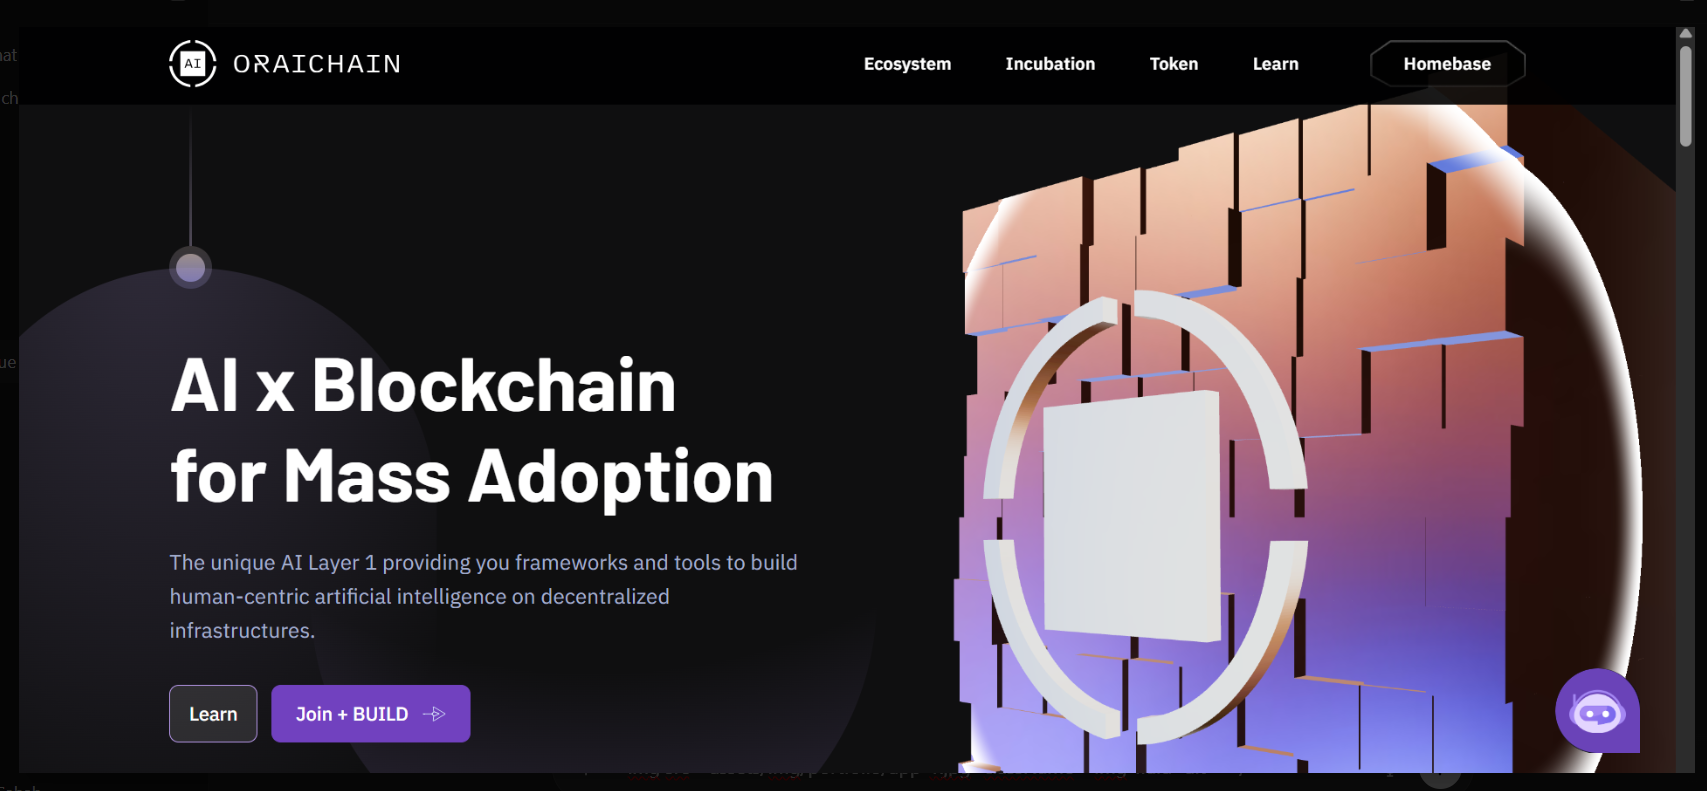 AI
ORAICHAIN
Ecosystem
Incubation
Token
Learn
Homebase
AI x Blockchain
for Mass Adoption
The unique AI Layer 1 providing you frameworks and tools to build
human-centric artificial intelligence on decentralized
infrastructures.
Learn
Join + BUILD